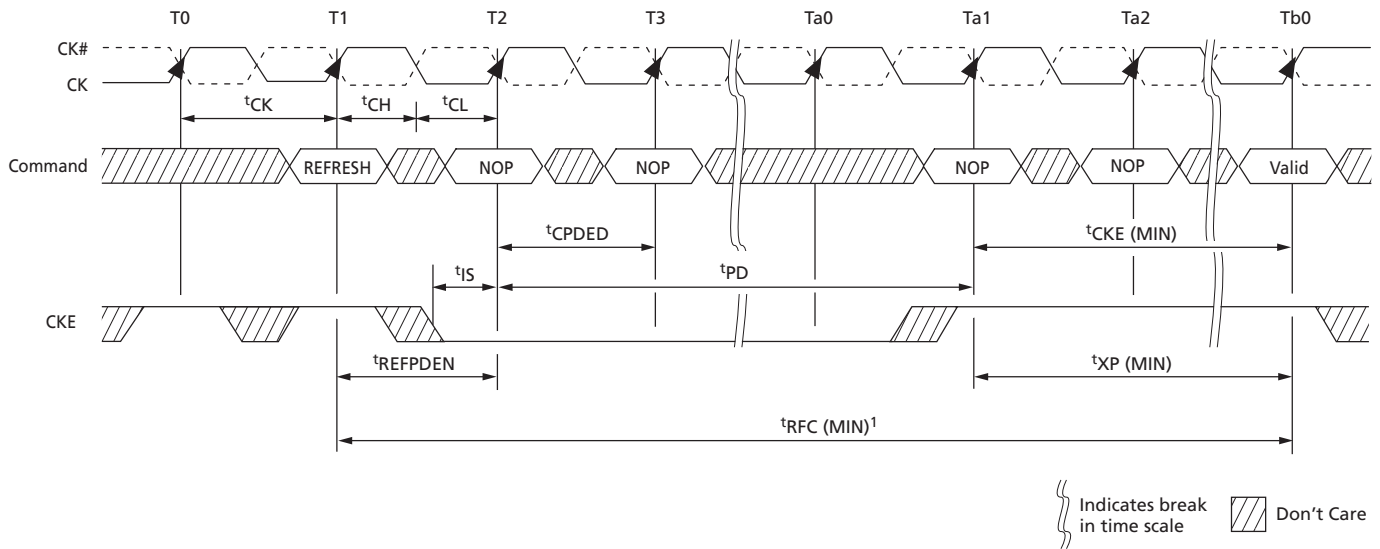 T0 T1 T2 T3 Ta0 Ta1 Ta2 Tb0
CK#
CK
tCK tCH tCL
Command REFRESH NOP NOP NOP NOP Valid
tCPDED tCKE (MIN)
tIS tPD
CKE
tREFPDEN tXP (MIN)
tRFC (MIN)1
Indicates break
in time scale
Don't Care